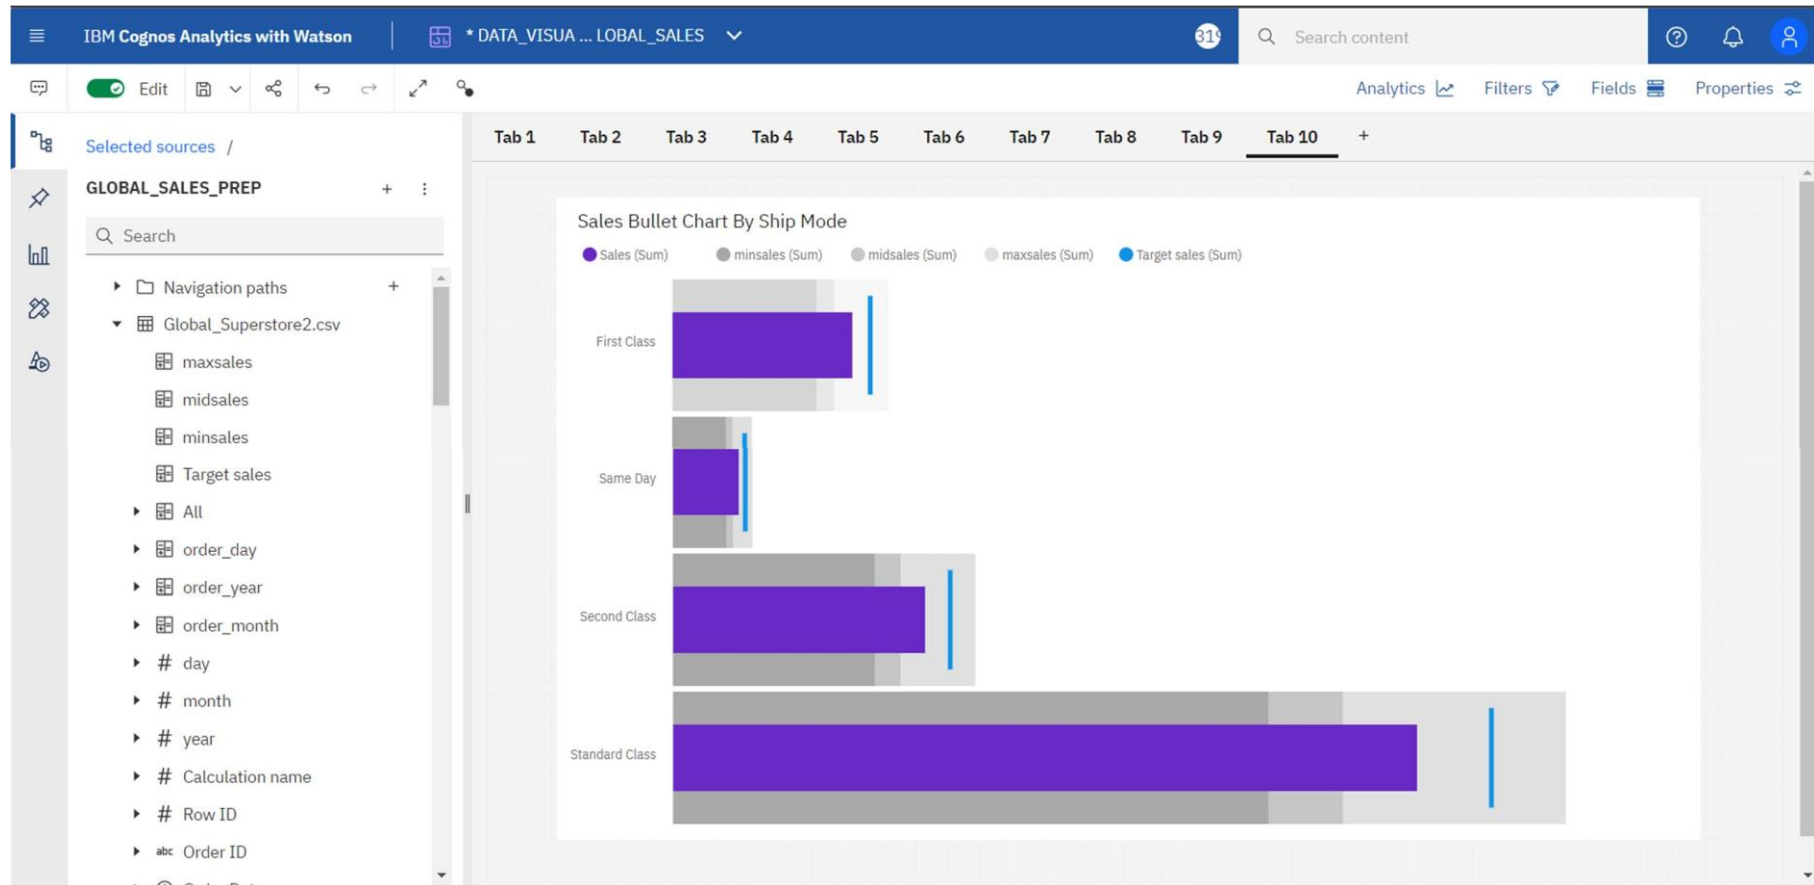 IBM Cognos Analytics with Watson
* DATA_VISUA ... LOBAL_SALES
Search content
Edit
Analytics
Filters
Fields
Properties
Selected sources /
Tab 1 Tab 2 Tab 3 Tab 4 Tab 5 Tab 6 Tab 7 Tab 8 Tab 9 Tab 10 +
GLOBAL_SALES_PREP
Search
Navigation paths
Global_Superstore2.csv
maxsales
midsales
minsales
Target sales
All
order_day
order_year
order_month
# day
# month
# year
# Calculation name
# Row ID
abc Order ID
Sales Bullet Chart By Ship Mode
Sales (Sum) minsales (Sum) midsales (Sum) maxsales (Sum) Target sales (Sum)
First Class
Same Day
Second Class
Standard Class